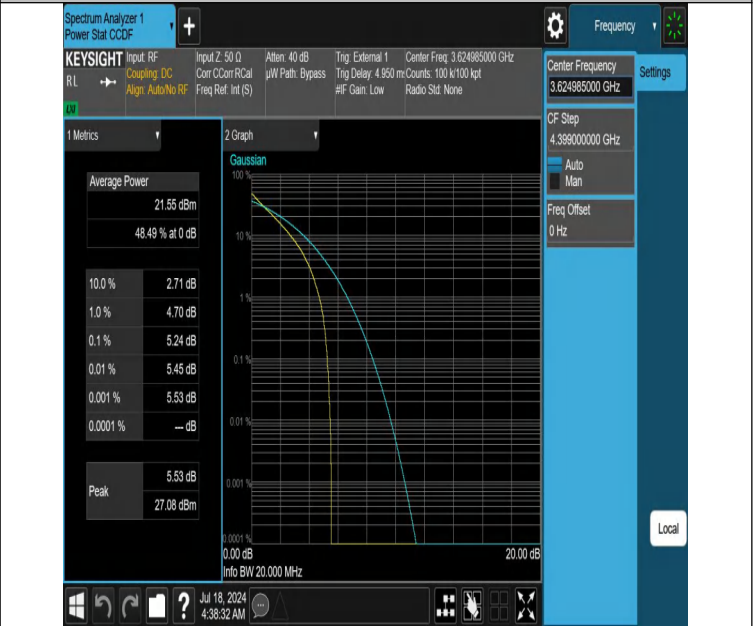 Spectrum Analyzer 1
Power Stat CCDF
+
Frequency
KEYSIGHT
RL
Input: RF
Coupling: DC
Align: Auto/No RF
Input Z: 50 Ω
Corr CCorr RCal
Freq Ref: Int (S)
Atten: 40 dB
µW Path: Bypass
Trig: External 1
Trig Delay: 4.950 ms
#IF Gain: Low
Center Freq: 3.624985000 GHz
Counts: 100 k/100 kpt
Radio Std: None
Center Frequency
3.624985000 GHz
Settings
CF Step
4.399000000 GHz
Auto
Man
Freq Offset
0 Hz
1 Metrics
Average Power
21.55 dBm
48.49 % at 0 dB
10.0 % 2.71 dB
1.0 % 4.70 dB
0.1 % 5.24 dB
0.01 % 5.45 dB
0.001 % 5.53 dB
0.0001 % --- dB
Peak
5.53 dB
27.08 dBm
2 Graph
Gaussian
100 %
10 %
1 %
0.1 %
0.01 %
0.001 %
0.0001 %
0.00 dB 20.00 dB
Info BW 20.000 MHz
Local
?
Jul 18, 2024
4:38:32 AM